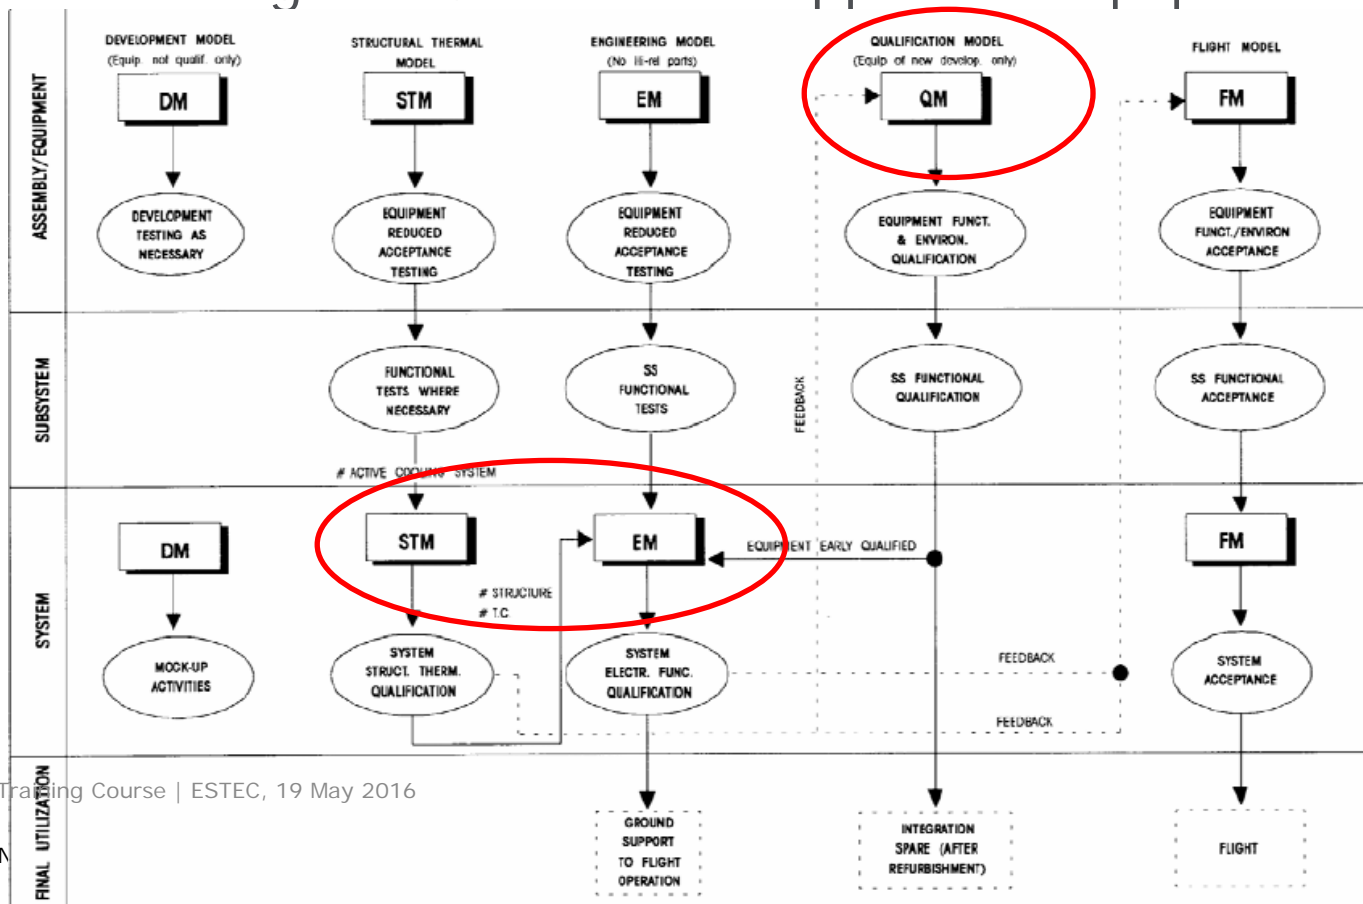 DEVELOPMENT MODEL
(Equip. not qualif. only)
DM
STRUCTURAL THERMAL
MODEL
STM
ENGINEERING MODEL
(No Hi-rel parts)
EM
QUALIFICATION MODEL
(Equip of new develop. only)
QM
FLIGHT MODEL
FM
ASSEMBLY/EQUIPMENT
DEVELOPMENT
TESTING AS
NECESSARY
EQUIPMENT
REDUCED
ACCEPTANCE
TESTING
EQUIPMENT
REDUCED
ACCEPTANCE
TESTING
EQUIPMENT FUNCT.
& ENVIRON.
QUALIFICATION
EQUIPMENT
FUNCT./ENVIRON
ACCEPTANCE
SUBSYSTEM
FUNCTIONAL
TESTS WHERE
NECESSARY
SS
FUNCTIONAL
TESTS
FEEDBACK
SS FUNCTIONAL
QUALIFICATION
SS FUNCTIONAL
ACCEPTANCE
# ACTIVE COOLING SYSTEM
SYSTEM
DM
STM
EM
EQUIPMENT EARLY QUALIFIED
FM
# STRUCTURE
# T.C.
MOCK-UP
ACTIVITIES
SYSTEM
STRUCT. THERM.
QUALIFICATION
SYSTEM
ELECTR. FUNC.
QUALIFICATION
FEEDBACK
FEEDBACK
SYSTEM
ACCEPTANCE
FINAL UTILIZATION
Training Course | ESTEC, 19 May 2016
GROUND
SUPPORT
TO FLIGHT
OPERATION
INTEGRATION
SPARE (AFTER
REFURBISHMENT)
FLIGHT